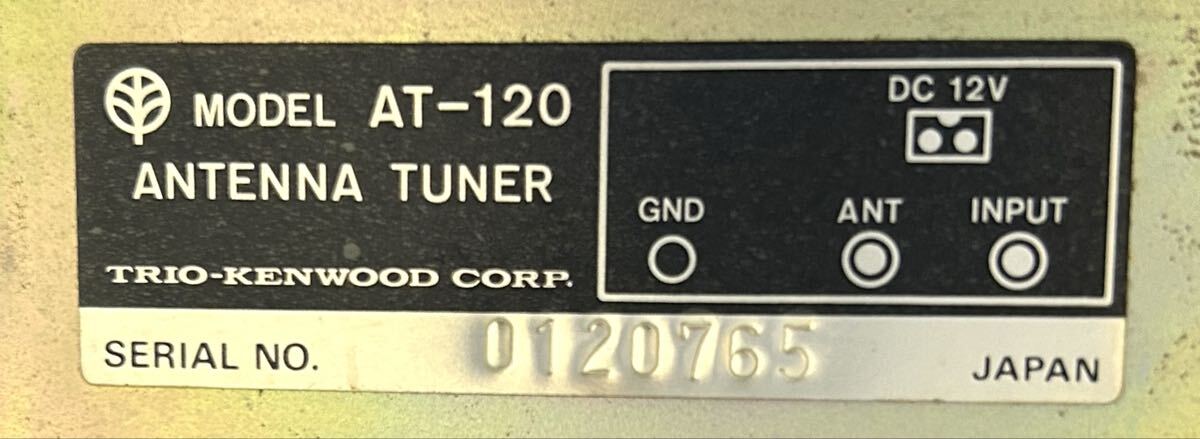 MODEL AT-120
ANTENNA TUNER
TRIO-KENWOOD CORP.
DC 12V
GND ANT INPUT
SERIAL NO. 0120765 JAPAN